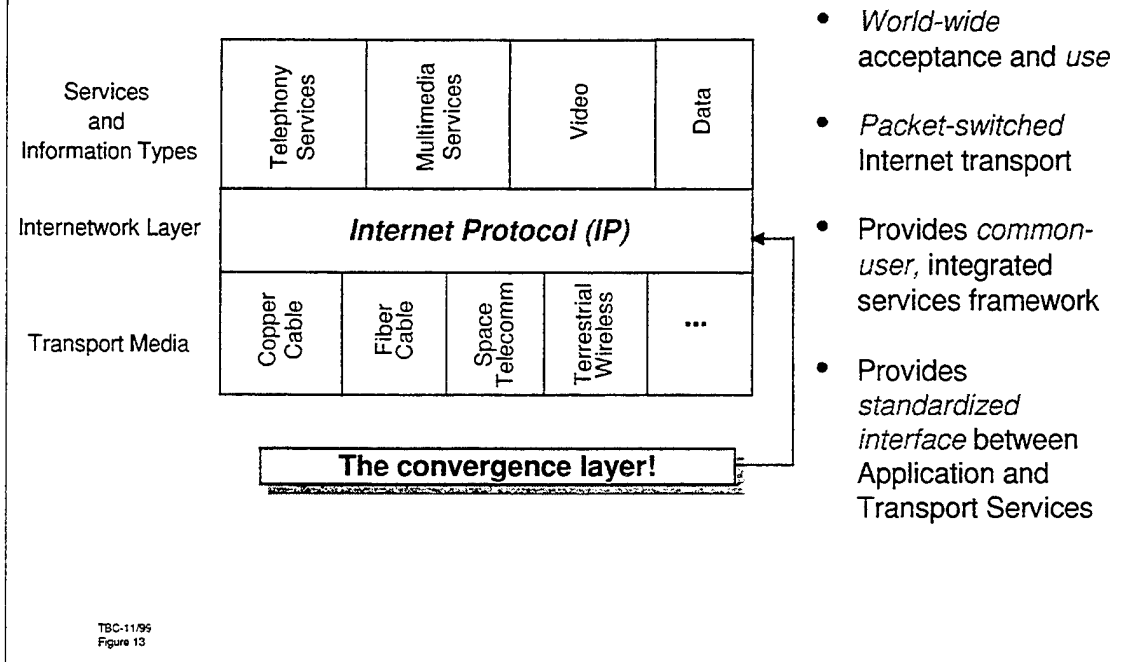 Services
and
Information Types
Telephony
Services
Multimedia
Services
Video
Data
Internetwork Layer
Internet Protocol (IP)
Transport Media
Copper
Cable
Fiber
Cable
Space
Telecomm
Terrestrial
Wireless
...
The convergence layer!
• World-wide
acceptance and use
• Packet-switched
Internet transport
• Provides common-
user, integrated
services framework
• Provides
standardized
interface between
Application and
Transport Services
TBC-11/99
Figure 13